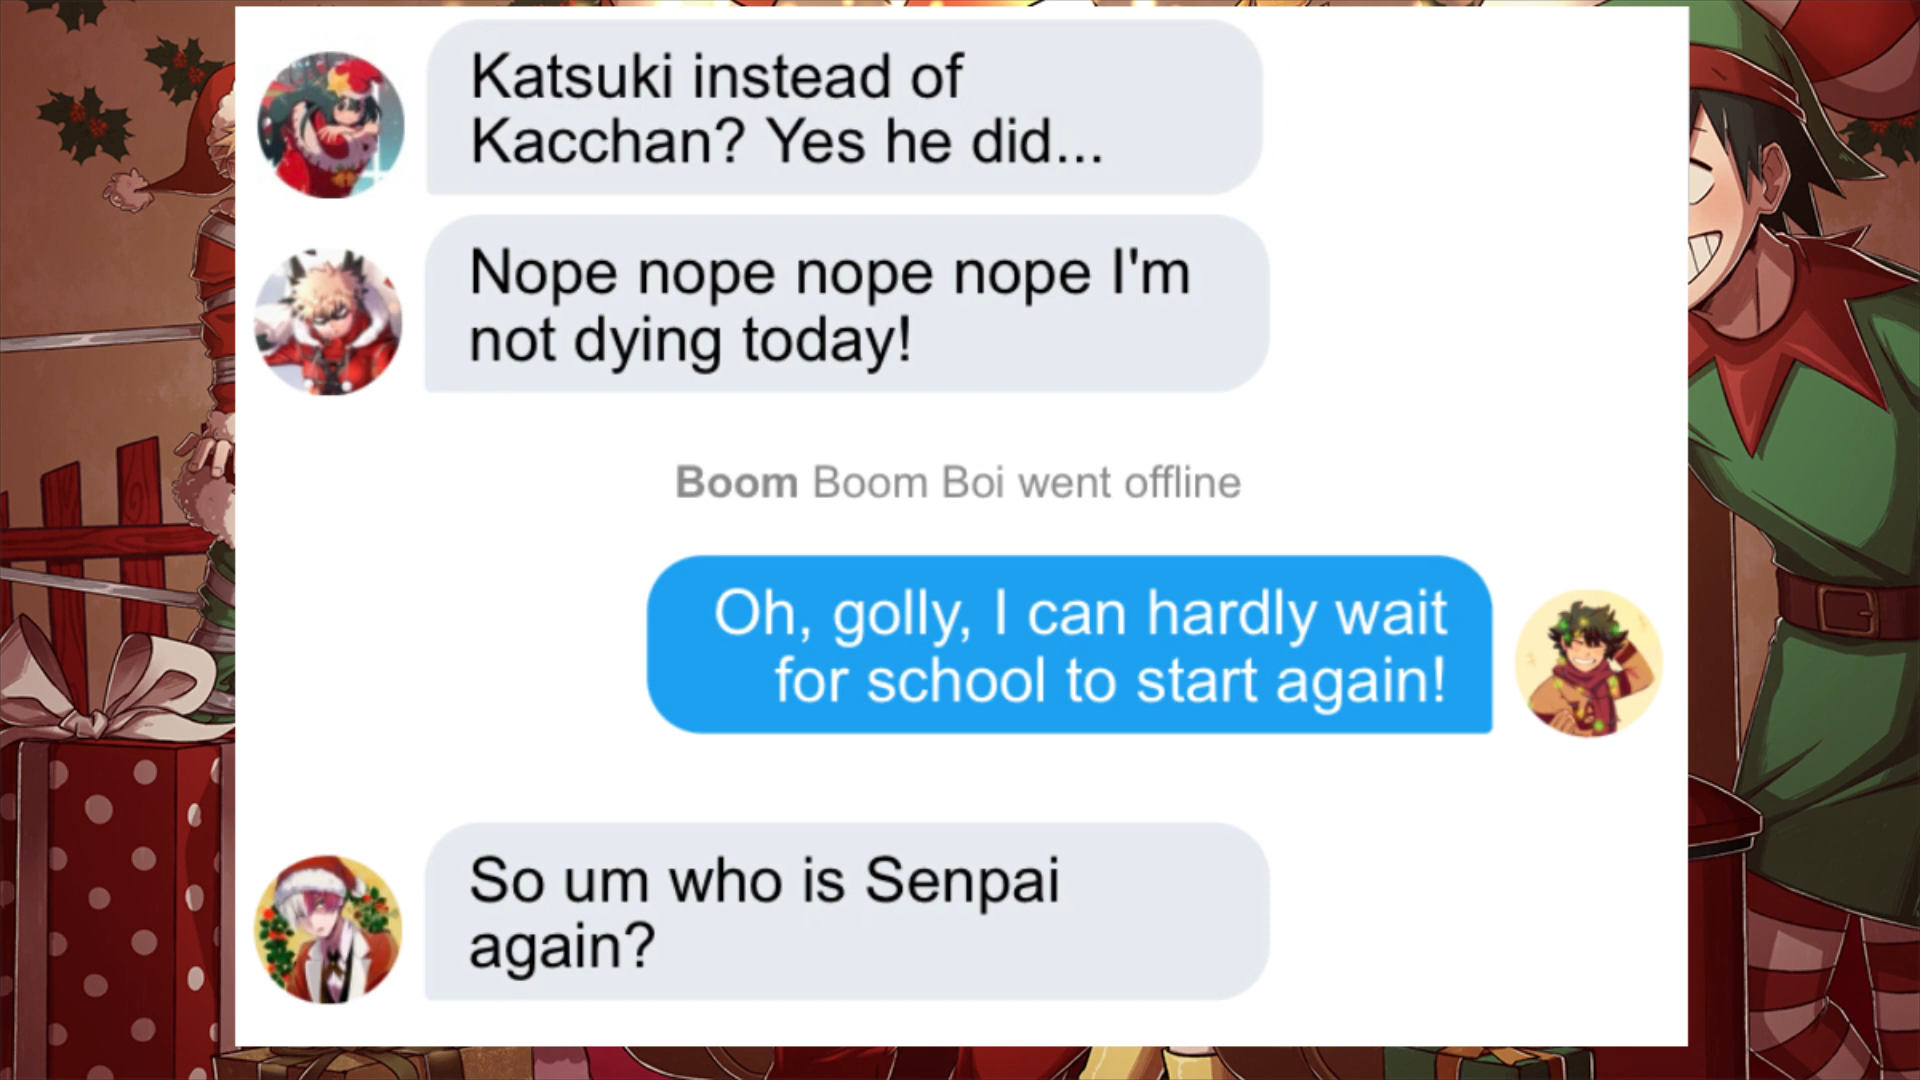 Katsuki instead of
Kacchan? Yes he did...
Nope nope nope nope I'm
not dying today!
Boom Boom Boi went offline
Oh, golly, I can hardly wait
for school to start again!
So um who is Senpai
again?